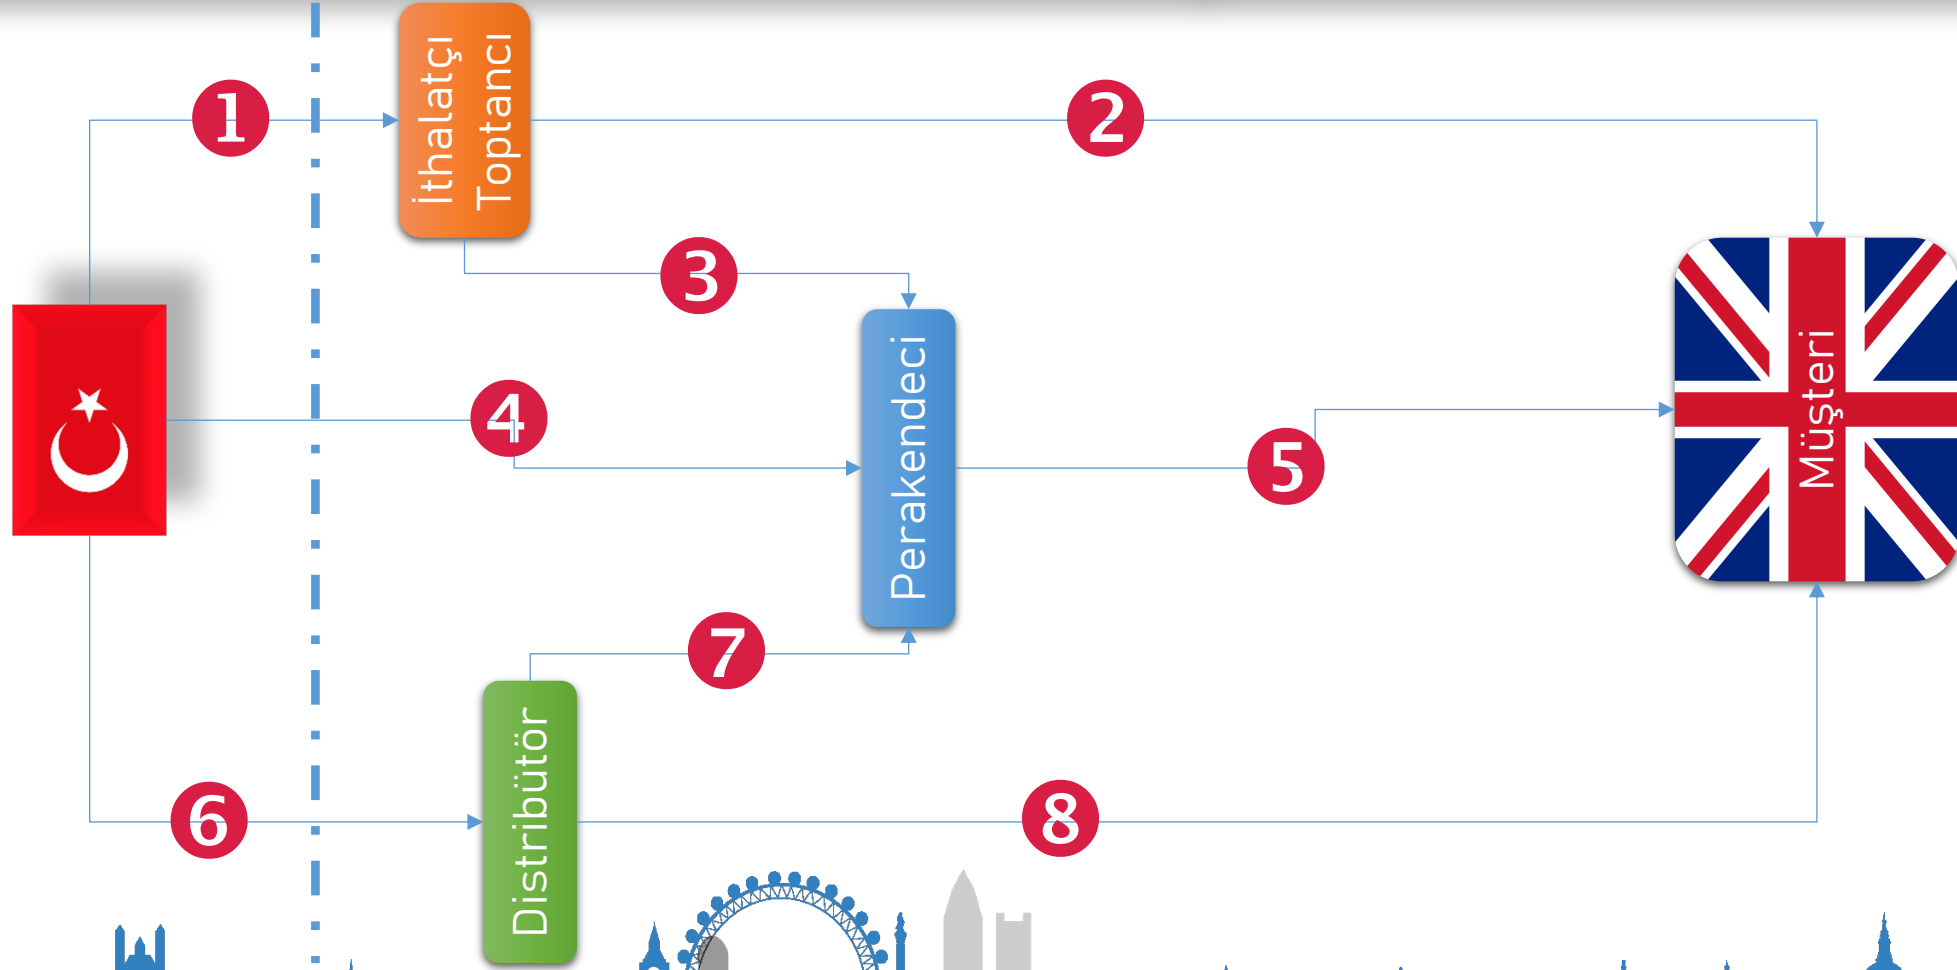 1
İthalatçı
Toptancı
2
3
4
Perakendeci
5
Müşteri
7
6
Distribütör
8